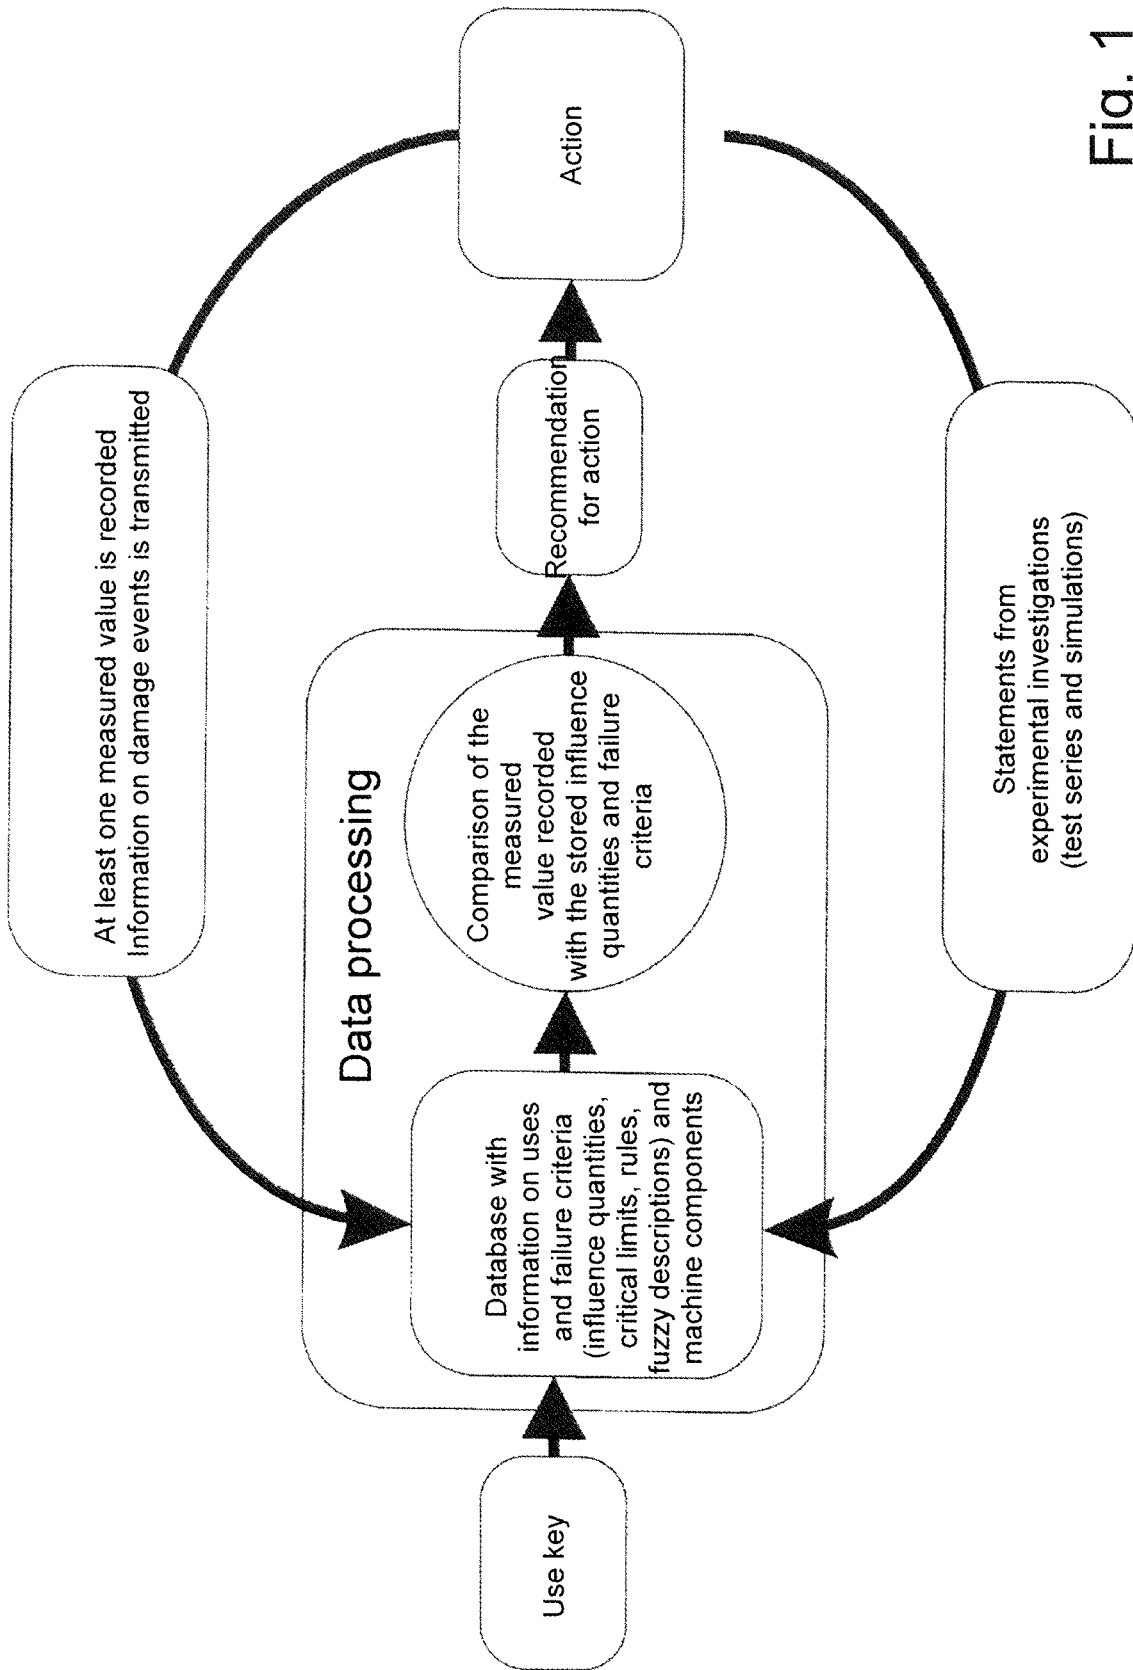 At least one measured value is recorded
Information on damage events is transmitted
Data processing
Use key
Database with
information on uses
and failure criteria
(influence quantities,
critical limits, rules,
fuzzy descriptions) and
machine components
Comparison of the
measured
value recorded
with the stored influence
quantities and failure
criteria
Recommendation
for action
Action
Statements from
experimental investigations
(test series and simulations)
Fig. 1